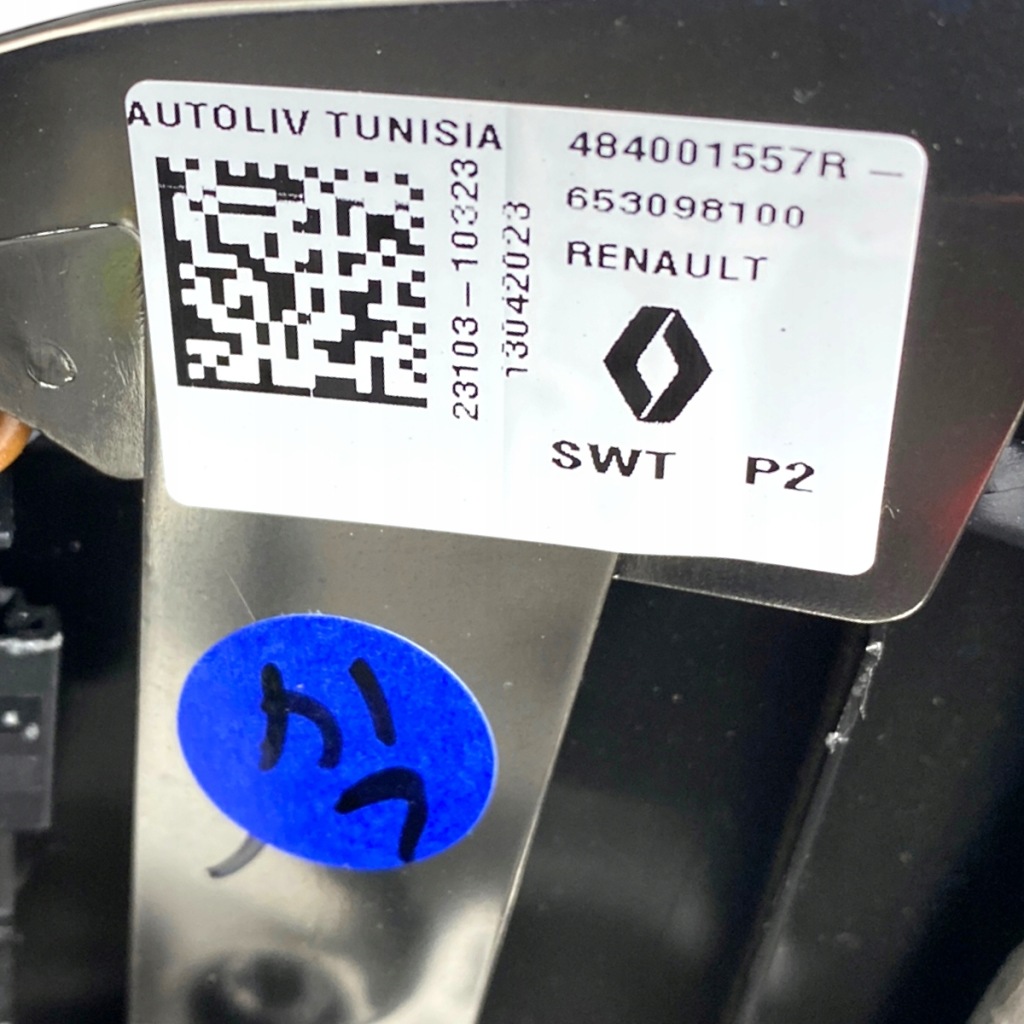 AUTOLIV TUNISIA
23103-10323
13042023
484001557R -
653098100
RENAULT
SWT P2